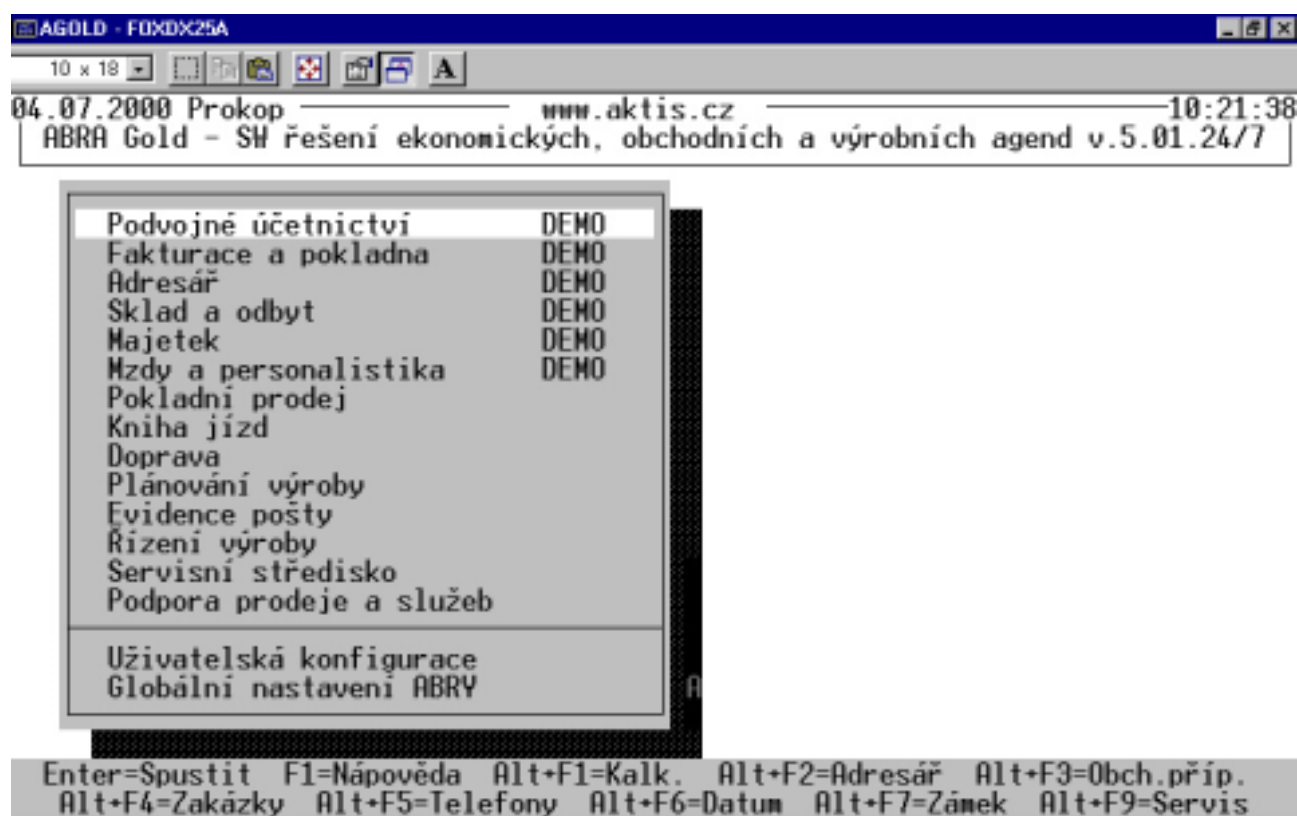 AGOLD - FOXDX25A
10 x 18 A
04.07.2000 Prokop www.aktis.cz 10:21:38
ABRA Gold - SW řešení ekonomických, obchodních a výrobních agend v.5.01.24/7
Podvojné účetnictví DEMO
Fakturace a pokladna DEMO
Adresář DEMO
Sklad a odbyt DEMO
Majetek DEMO
Mzdy a personalistika DEMO
Pokladní prodej
Kniha jízd
Doprava
Plánování výroby
Evidence pošty
Řízení výroby
Servisní středisko
Podpora prodeje a služeb
Uživatelská konfigurace
Globální nastavení ABRY
A
Enter=Spustit F1=Nápověda Alt+F1=Kalk. Alt+F2=Adresář Alt+F3=Obch.příp.
Alt+F4=Zakázky Alt+F5=Telefony Alt+F6=Datum Alt+F7=Zámek Alt+F9=Servis